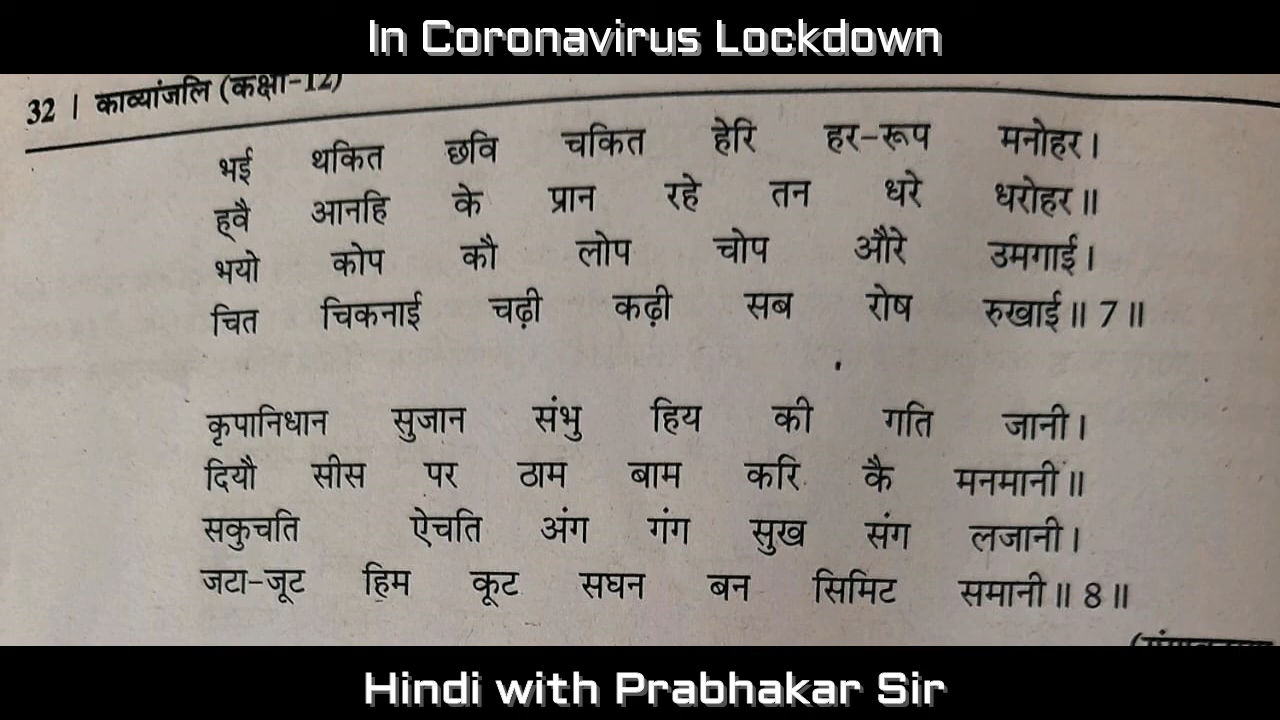 In Coronavirus Lockdown
32 | काव्यांजलि (कक्षा-12)
भई थकित छवि चकित हेरि हर-रूप मनोहर।
ह्वै आनहि के प्रान रहे तन धरे धरोहर॥
भयो कोप कौ लोप चोप औरे उमगाई।
चित चिकनाई चढ़ी कढ़ी सब रोष रुखाई॥ 7॥
कृपानिधान सुजान संभु हिय की गति जानी।
दियौ सीस पर ठाम बाम करि कै मनमानी॥
सकुचति ऐचति अंग गंग सुख संग लजानी।
जटा-जूट हिम कूट सघन बन सिमिट समानी॥ 8॥
Hindi with Prabhakar Sir